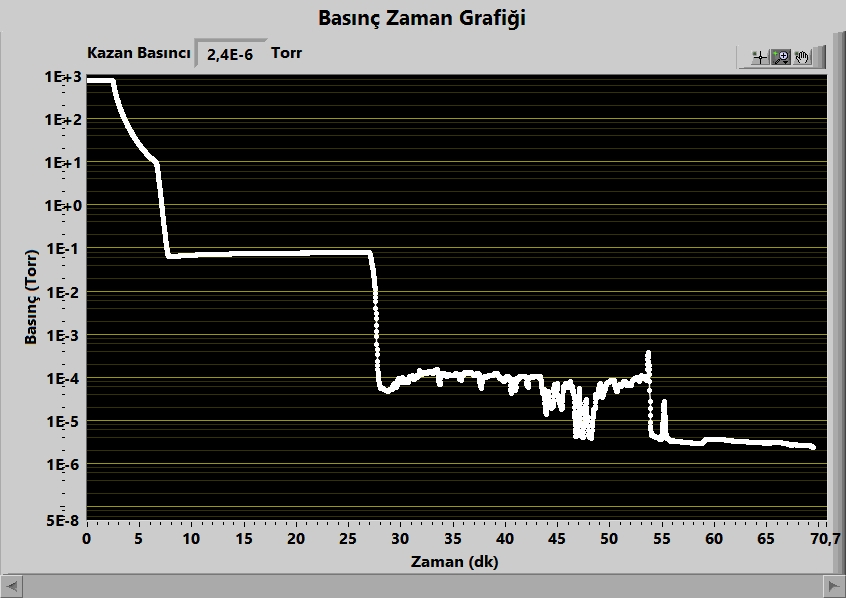 Basınç Zaman Grafiği
Kazan Basıncı 2,4E-6 Torr
1E+3
1E+2
1E+1
1E+0
1E-1
1E-2
1E-3
1E-4
1E-5
1E-6
5E-8
Basınç (Torr)
0 5 10 15 20 25 30 35 40 45 50 55 60 65 70,7
Zaman (dk)